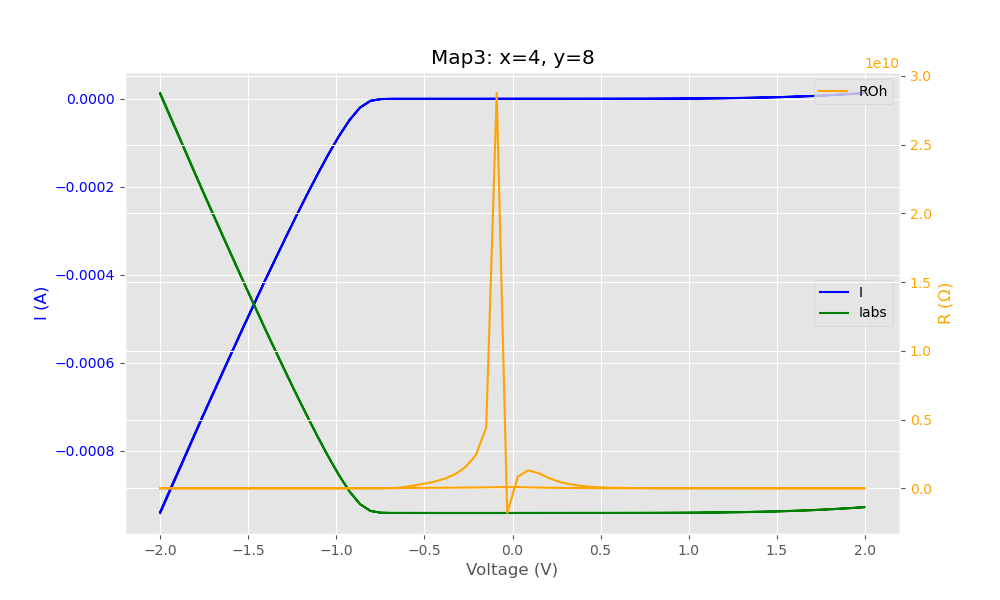 Map3: x=4, y=8
1e10
I (A)
0.0000
−0.0002
−0.0004
−0.0006
−0.0008
ROh
I
Iabs
3.0
2.5
2.0
1.5
1.0
0.5
0.0
R (Ω)
−2.0 −1.5 −1.0 −0.5 0.0 0.5 1.0 1.5 2.0
Voltage (V)